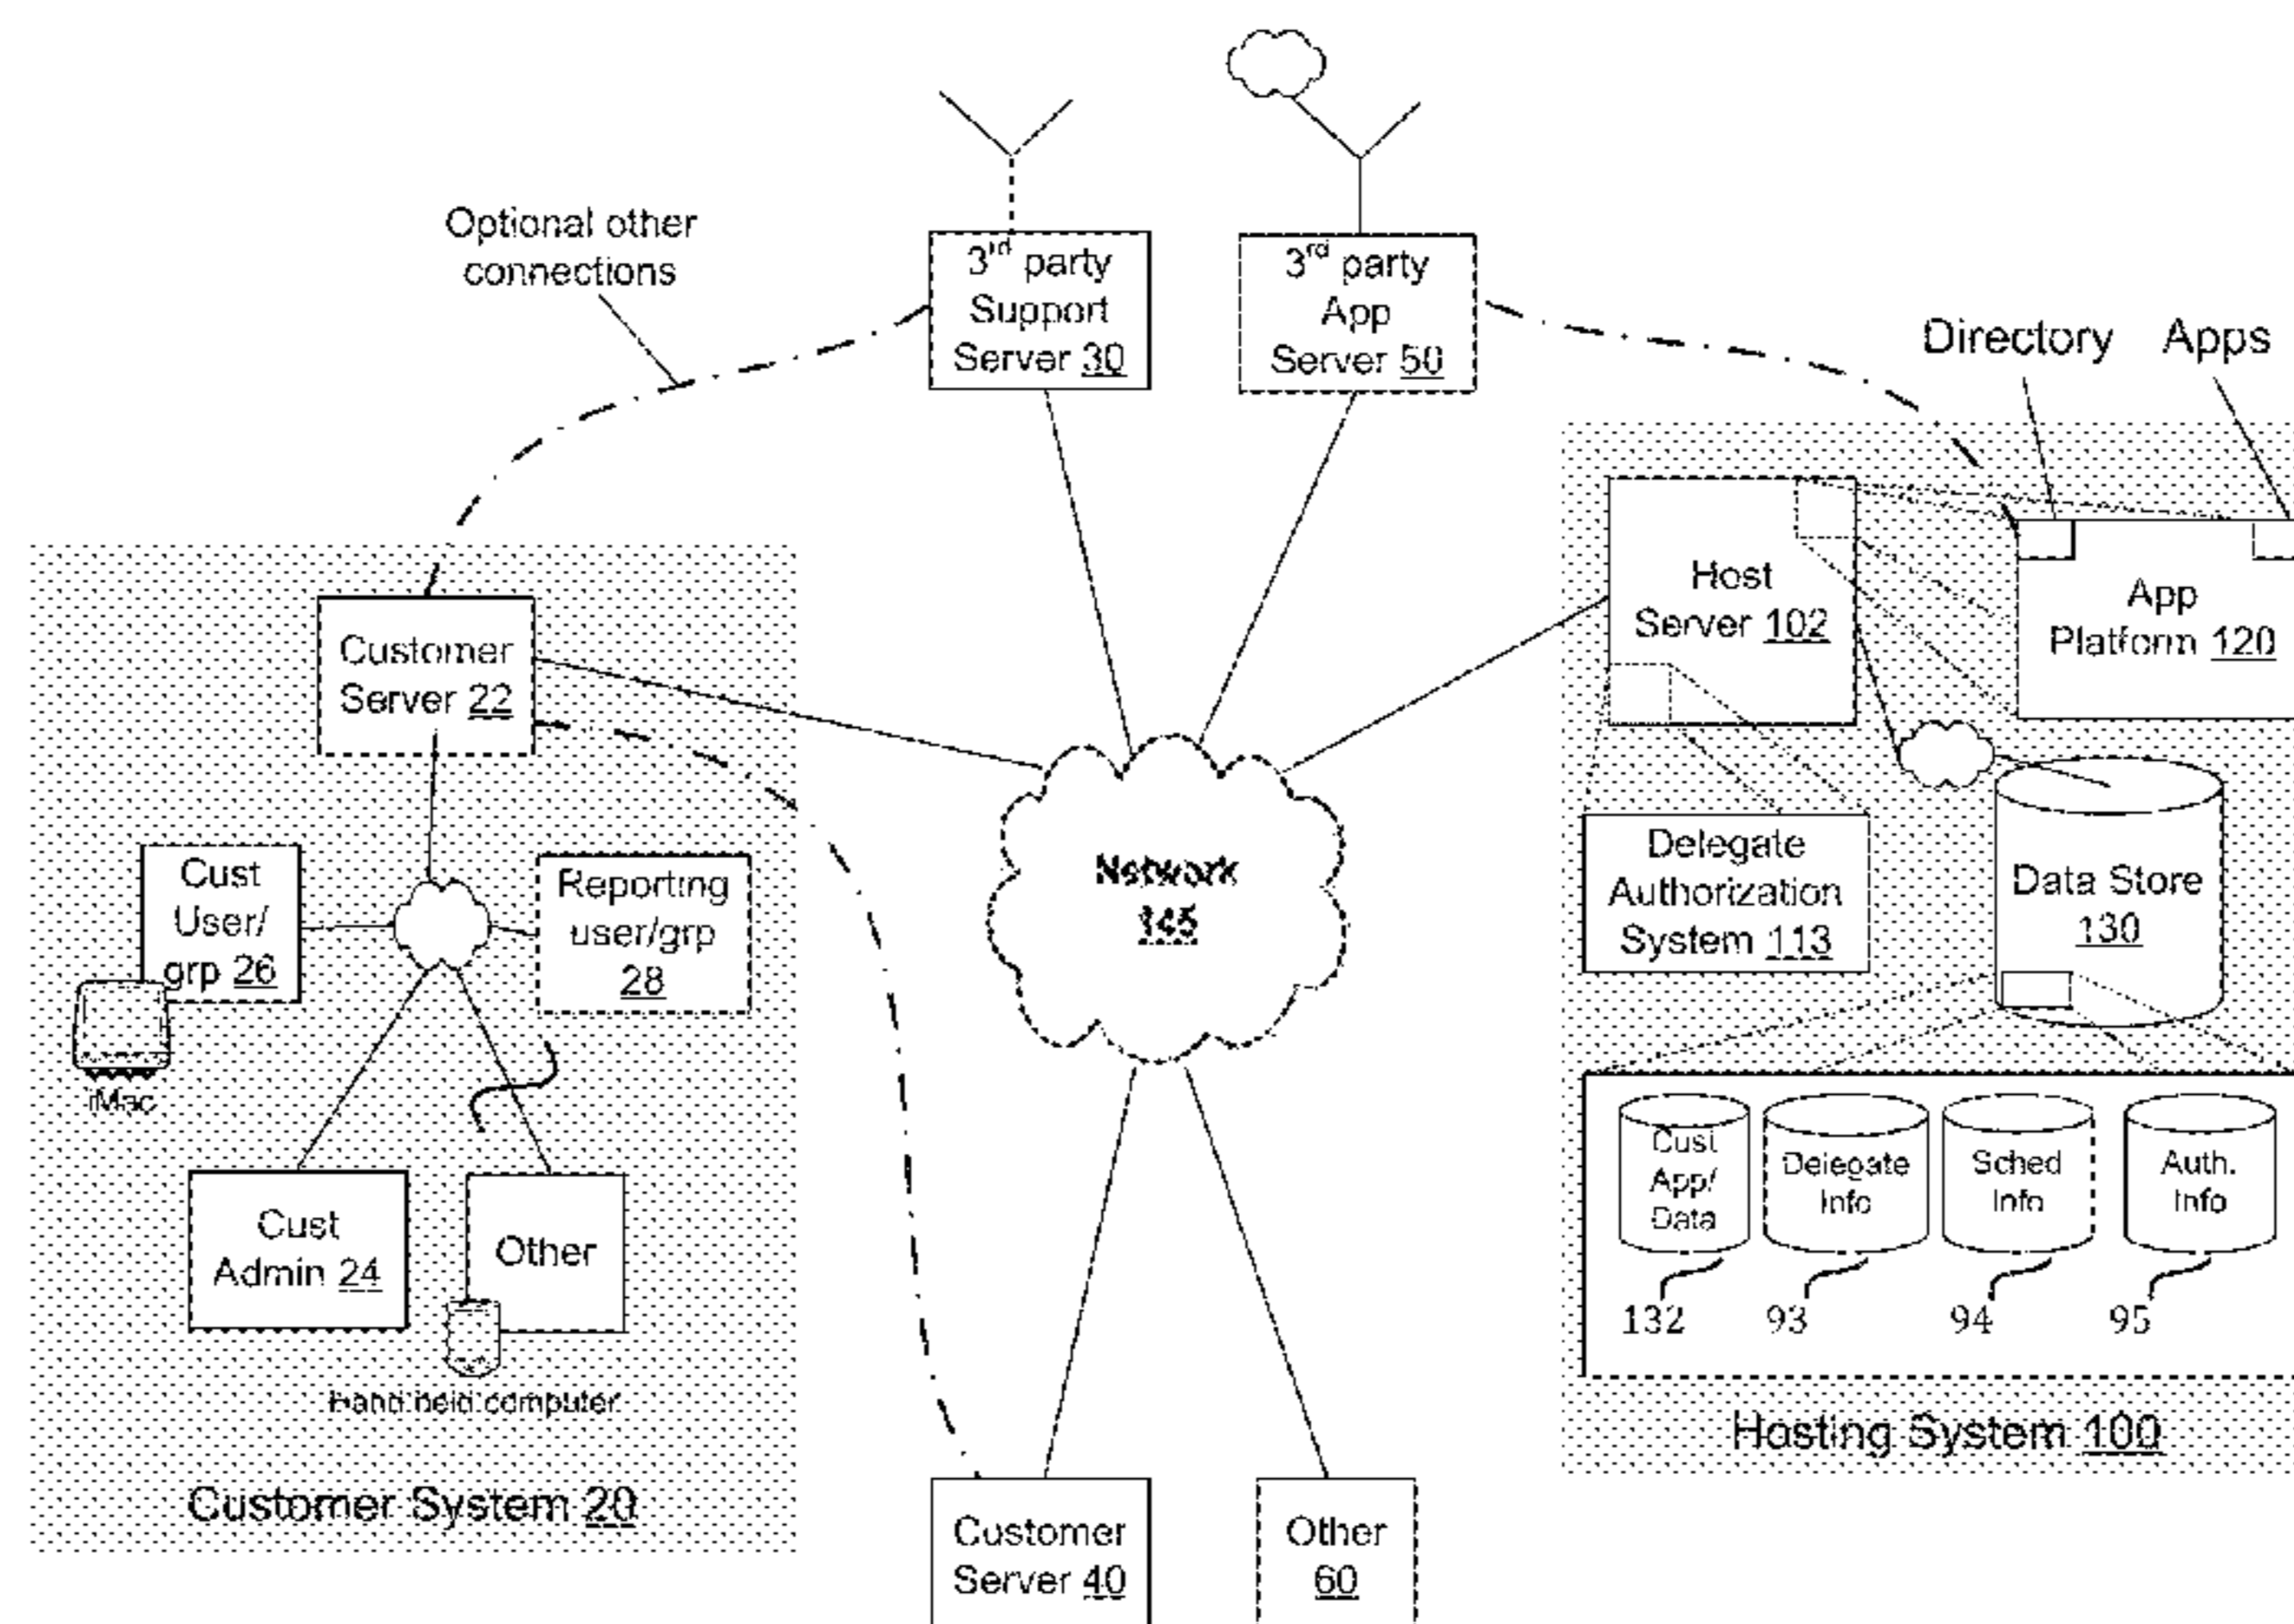 Optional other
connections
3rd party
Support
Server 30
3rd party
App
Server 50
Directory
Apps
Host
Server 102
App
Platform 120
Customer
Server 22
Cust
User/
grp 26
Reporting
user/grp
28
iMac
Network
145
Delegate
Authorization
System 113
Data Store
130
Cust
Admin 24
Other
Hand held computer
Cust
App/
Data
Delegate
Info
Sched
Info
Auth.
Info
132
93
94
95
Hosting System 100
Customer System 20
Customer
Server 40
Other
60